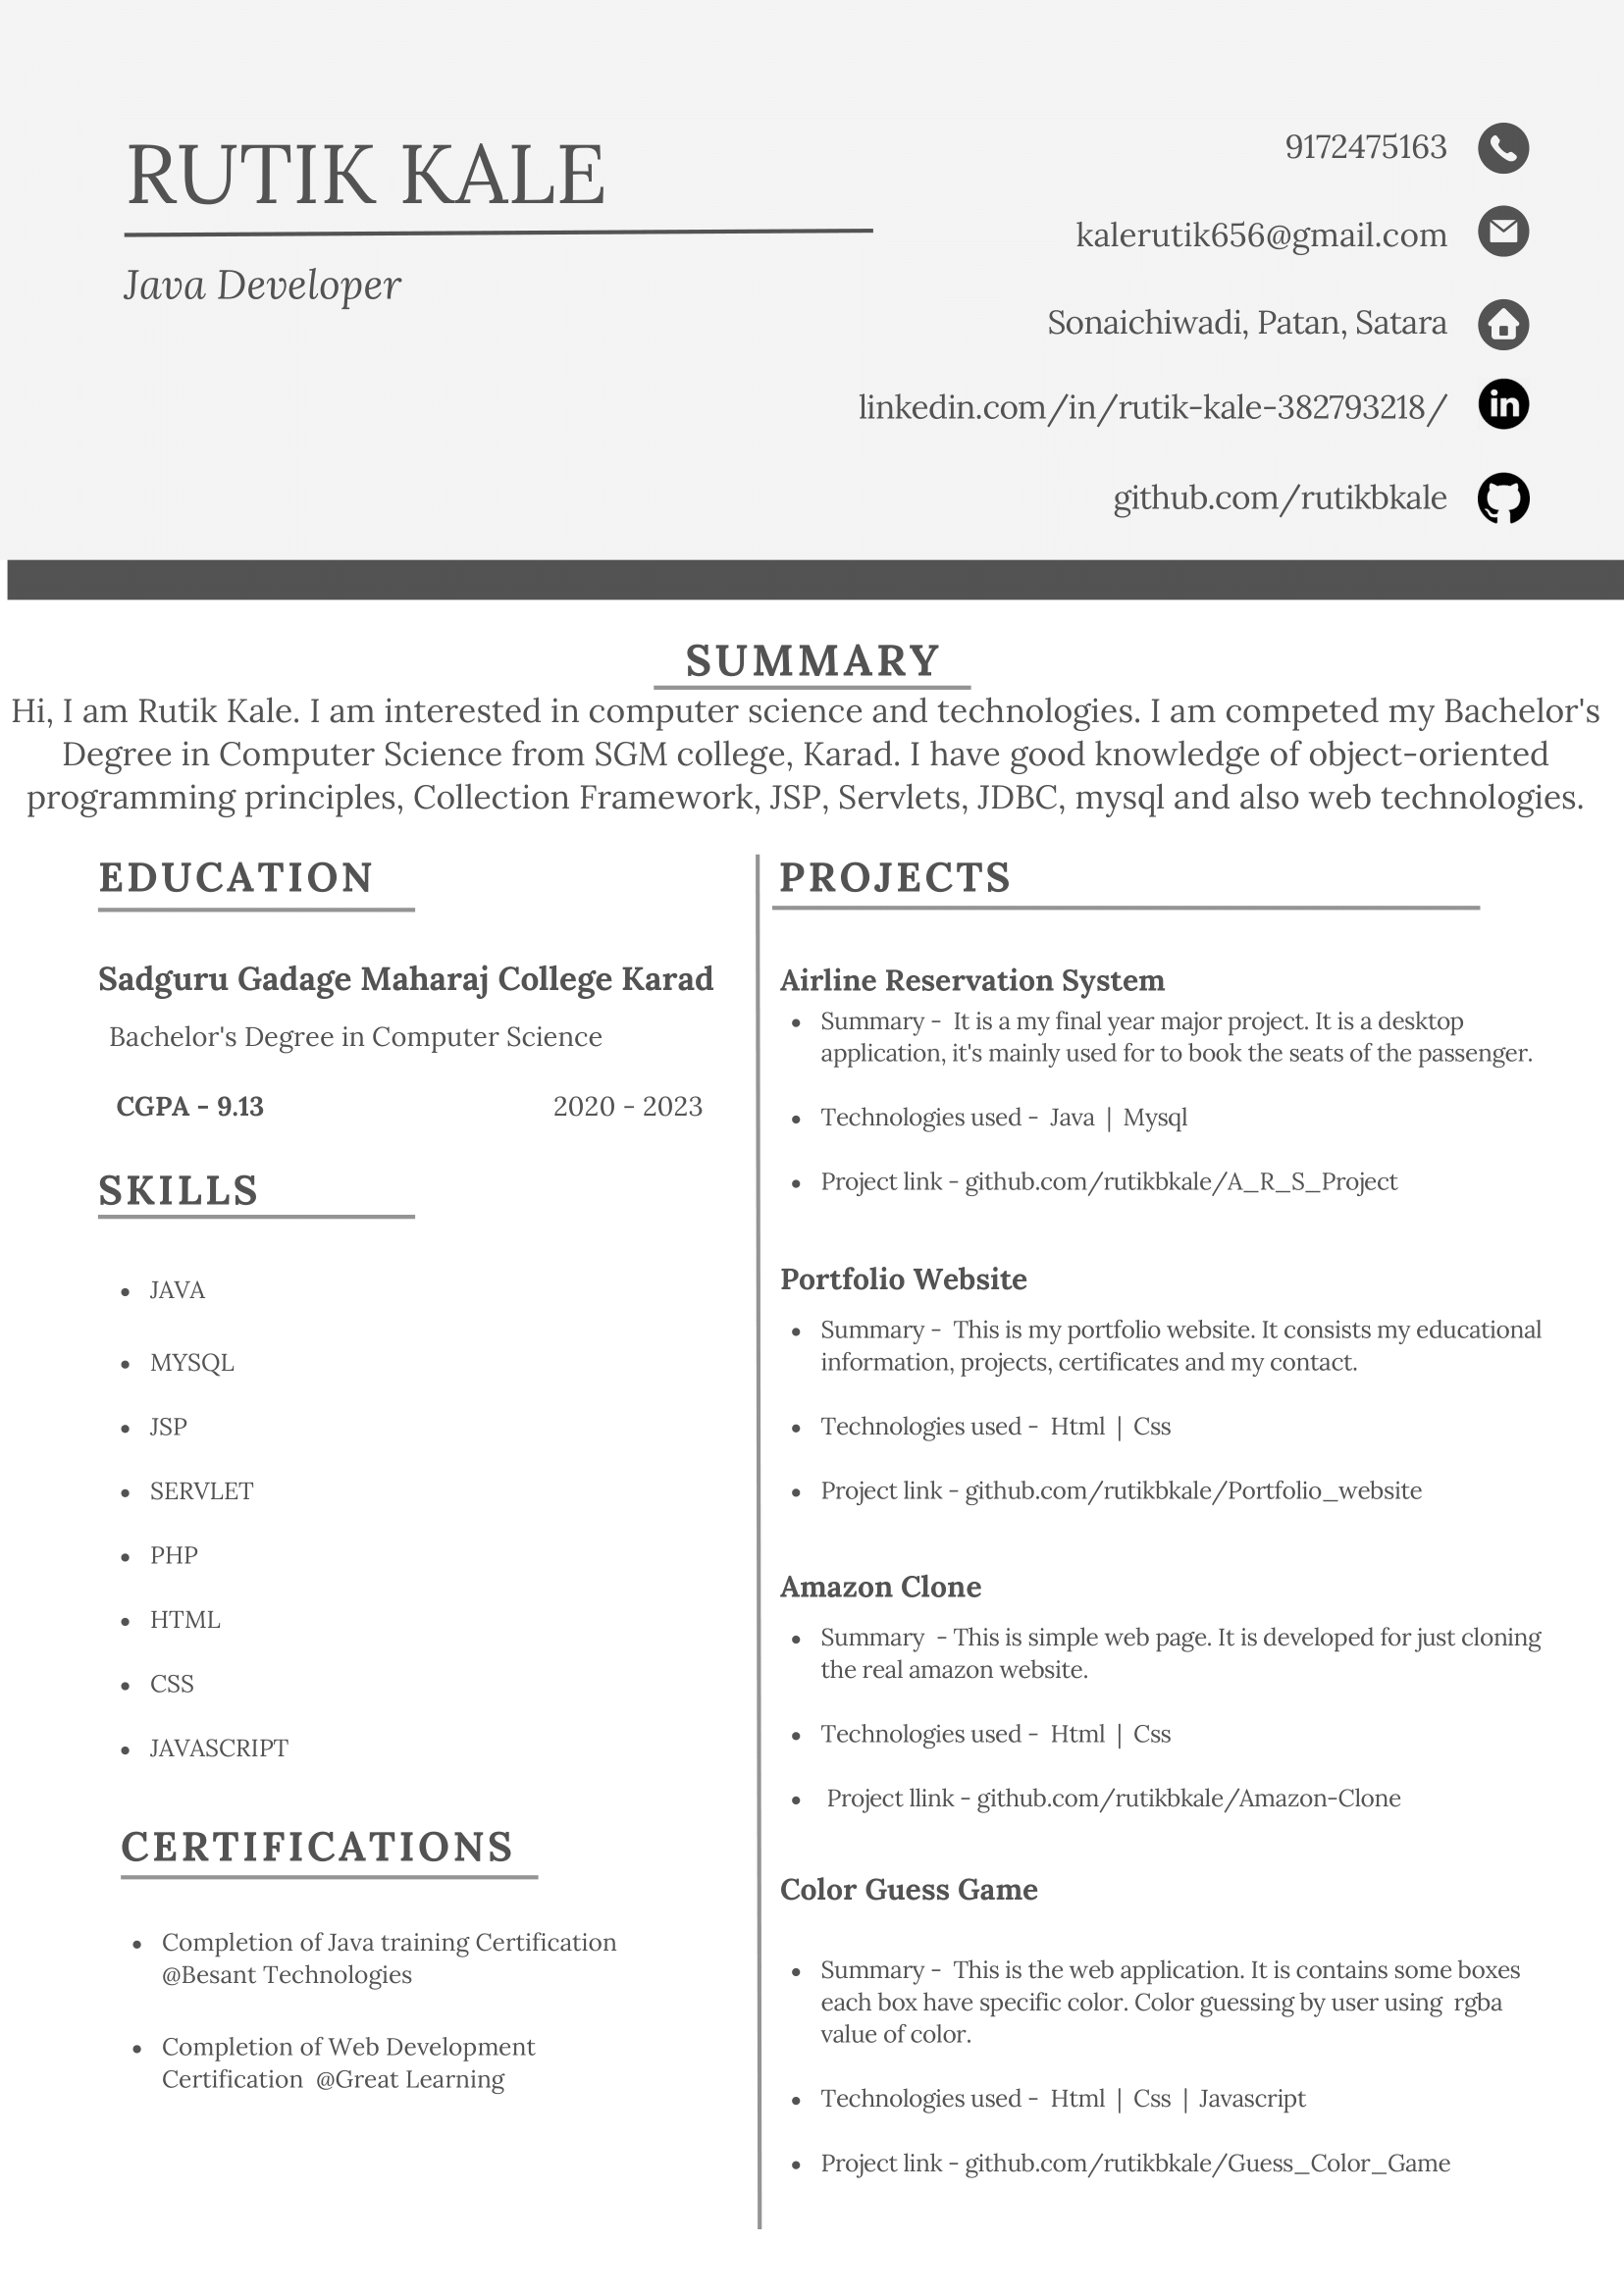 RUTIK KALE
Java Developer
9172475163
kalerutik656@gmail.com
Sonaichiwadi, Patan, Satara
linkedin.com/in/rutik-kale-382793218/
github.com/rutikbkale
SUMMARY
Hi, I am Rutik Kale. I am interested in computer science and technologies. I am competed my Bachelor's
Degree in Computer Science from SGM college, Karad. I have good knowledge of object-oriented
programming principles, Collection Framework, JSP, Servlets, JDBC, mysql and also web technologies.
EDUCATION
Sadguru Gadage Maharaj College Karad
Bachelor's Degree in Computer Science
CGPA - 9.13 2020 - 2023
SKILLS
• JAVA
• MYSQL
• JSP
• SERVLET
• PHP
• HTML
• CSS
• JAVASCRIPT
CERTIFICATIONS
• Completion of Java training Certification
@Besant Technologies
• Completion of Web Development
Certification @Great Learning
PROJECTS
Airline Reservation System
• Summary - It is a my final year major project. It is a desktop
application, it's mainly used for to book the seats of the passenger.
• Technologies used - Java | Mysql
• Project link - github.com/rutikbkale/A_R_S_Project
Portfolio Website
• Summary - This is my portfolio website. It consists my educational
information, projects, certificates and my contact.
• Technologies used - Html | Css
• Project link - github.com/rutikbkale/Portfolio_website
Amazon Clone
• Summary - This is simple web page. It is developed for just cloning
the real amazon website.
• Technologies used - Html | Css
• Project llink - github.com/rutikbkale/Amazon-Clone
Color Guess Game
• Summary - This is the web application. It is contains some boxes
each box have specific color. Color guessing by user using rgba
value of color.
• Technologies used - Html | Css | Javascript
• Project link - github.com/rutikbkale/Guess_Color_Game